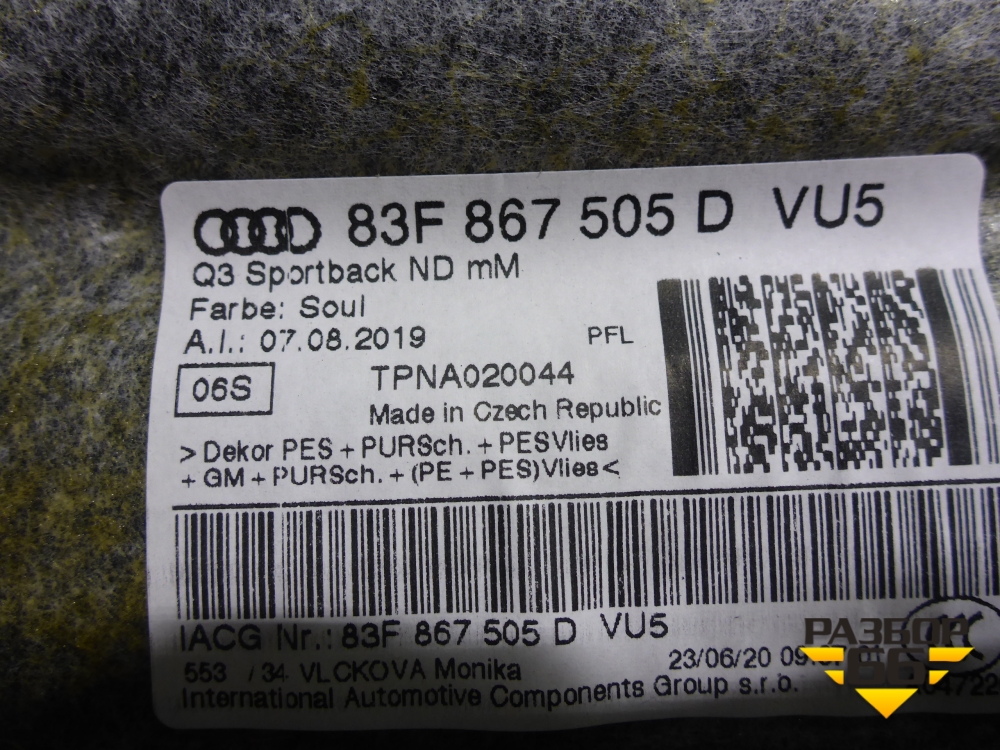 83F 867 505 D VU5
Q3 Sportback ND mM
Farbe: Soul
A.I.: 07.08.2019 PFL
06S TPNA020044
Made in Czech Republic
>Dekor PES+PURSch.+PESVlies
+GM+PURSch.+(PE+PES)Vlies<
IACG Nr.: 83F 867 505 D VU5
553 /34 VLCKOVA Monika 23/06/20
International Automotive Components Group s.r.o.
РАЗБОР
66